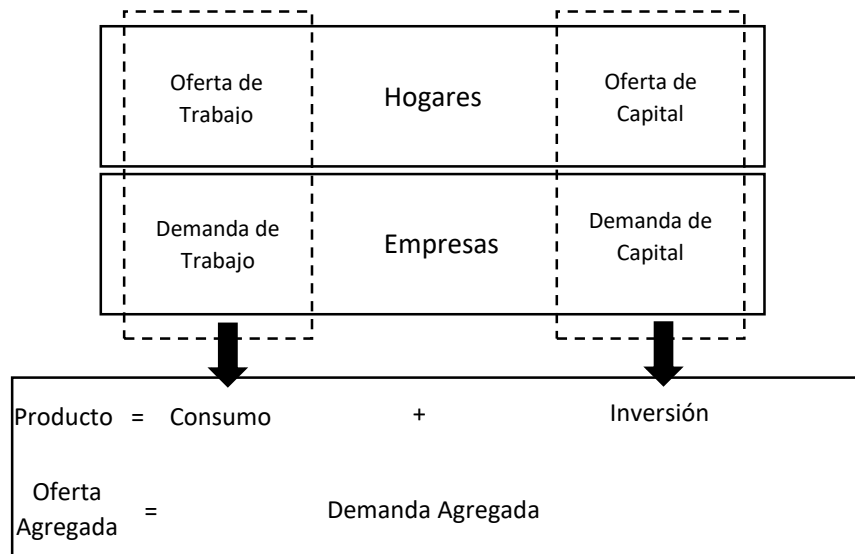 Oferta de
Trabajo
Hogares
Oferta de
Capital
Demanda de
Trabajo
Empresas
Demanda de
Capital
Producto = Consumo + Inversión
Oferta
Agregada = Demanda Agregada